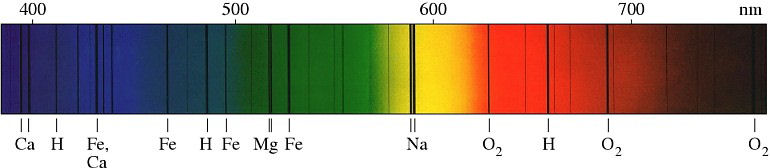 400 500 600 700 nm
Ca H Fe, Fe H Fe Mg Fe Na O₂ H O₂ O₂
Ca